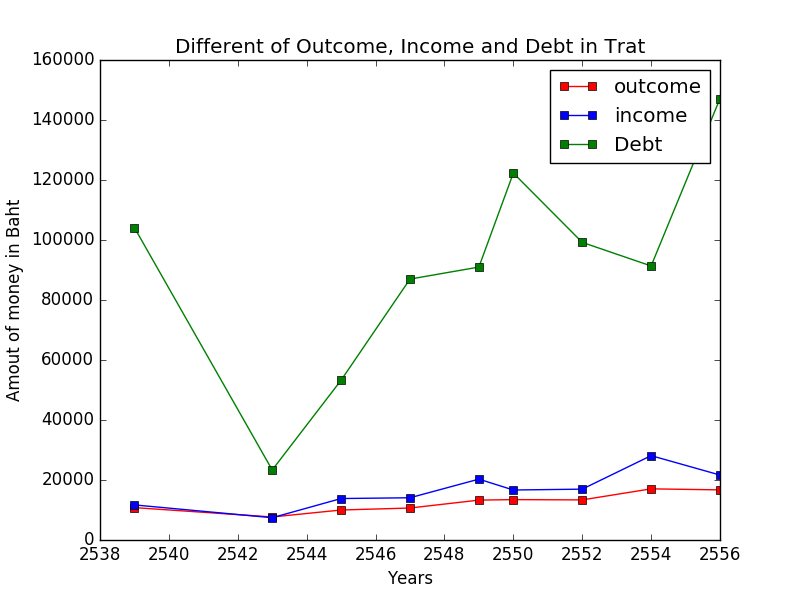 Different of Outcome, Income and Debt in Trat
160000
140000
120000
100000
80000
60000
40000
20000
0
Amout of money in Baht
outcome
income
Debt
2538 2540 2542 2544 2546 2548 2550 2552 2554 2556
Years